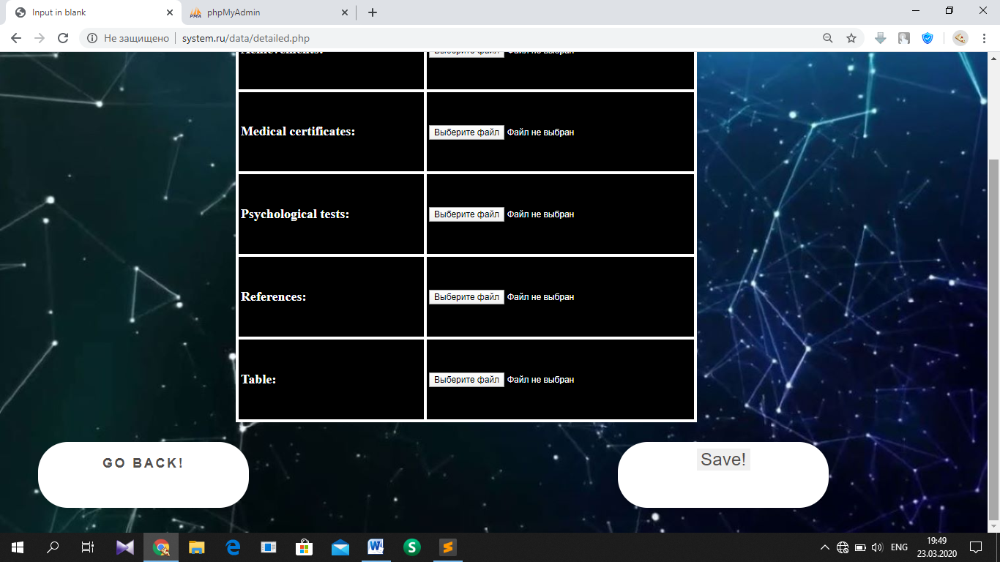 Input in blank
phpMyAdmin
Не защищено
system.ru/data/detailed.php
Achievements:
Выберите файл Файл не выбран
Medical certificates:
Выберите файл Файл не выбран
Psychological tests:
Выберите файл Файл не выбран
References:
Выберите файл Файл не выбран
Table:
Выберите файл Файл не выбран
GO BACK!
Save!
ENG
19:49
23.03.2020